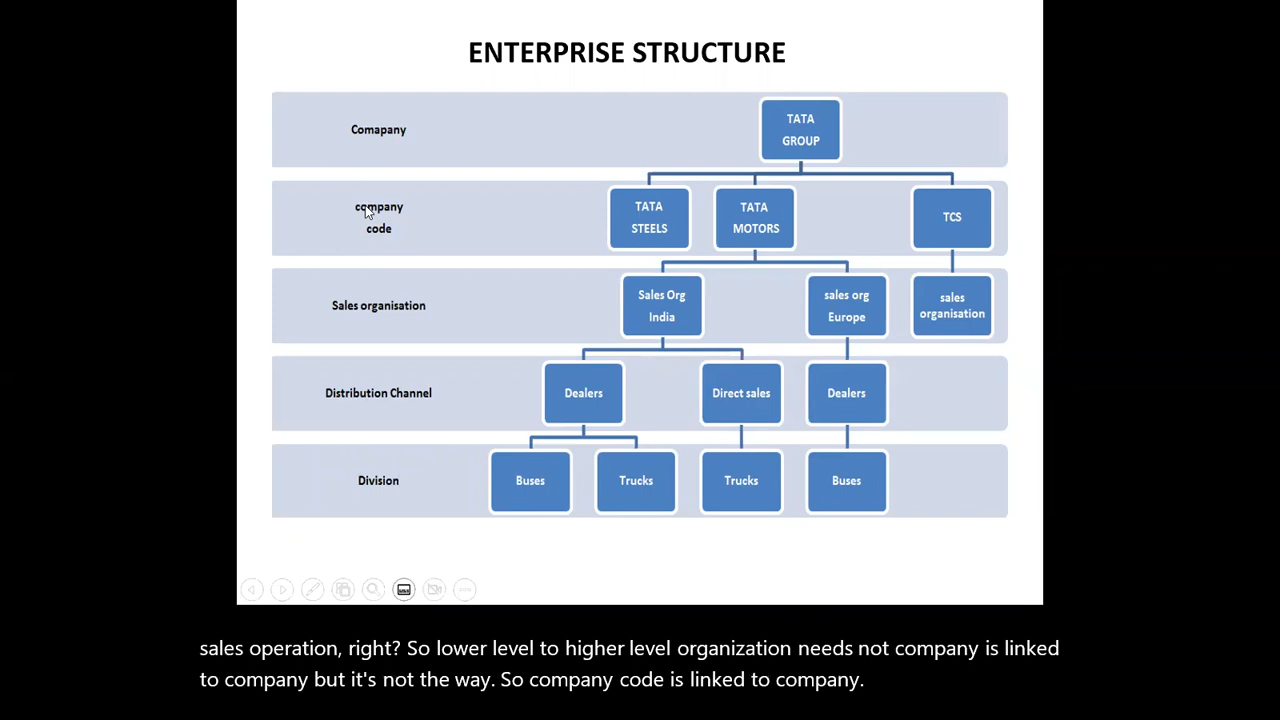 ENTERPRISE STRUCTURE
Comapany
TATA
GROUP
company
code
TATA
STEELS
TATA
MOTORS
TCS
Sales organisation
Sales Org
India
sales org
Europe
sales
organisation
Distribution Channel
Dealers
Direct sales
Dealers
Division
Buses
Trucks
Trucks
Buses
sales operation, right? So lower level to higher level organization needs not company is linked
to company but it's not the way. So company code is linked to company.